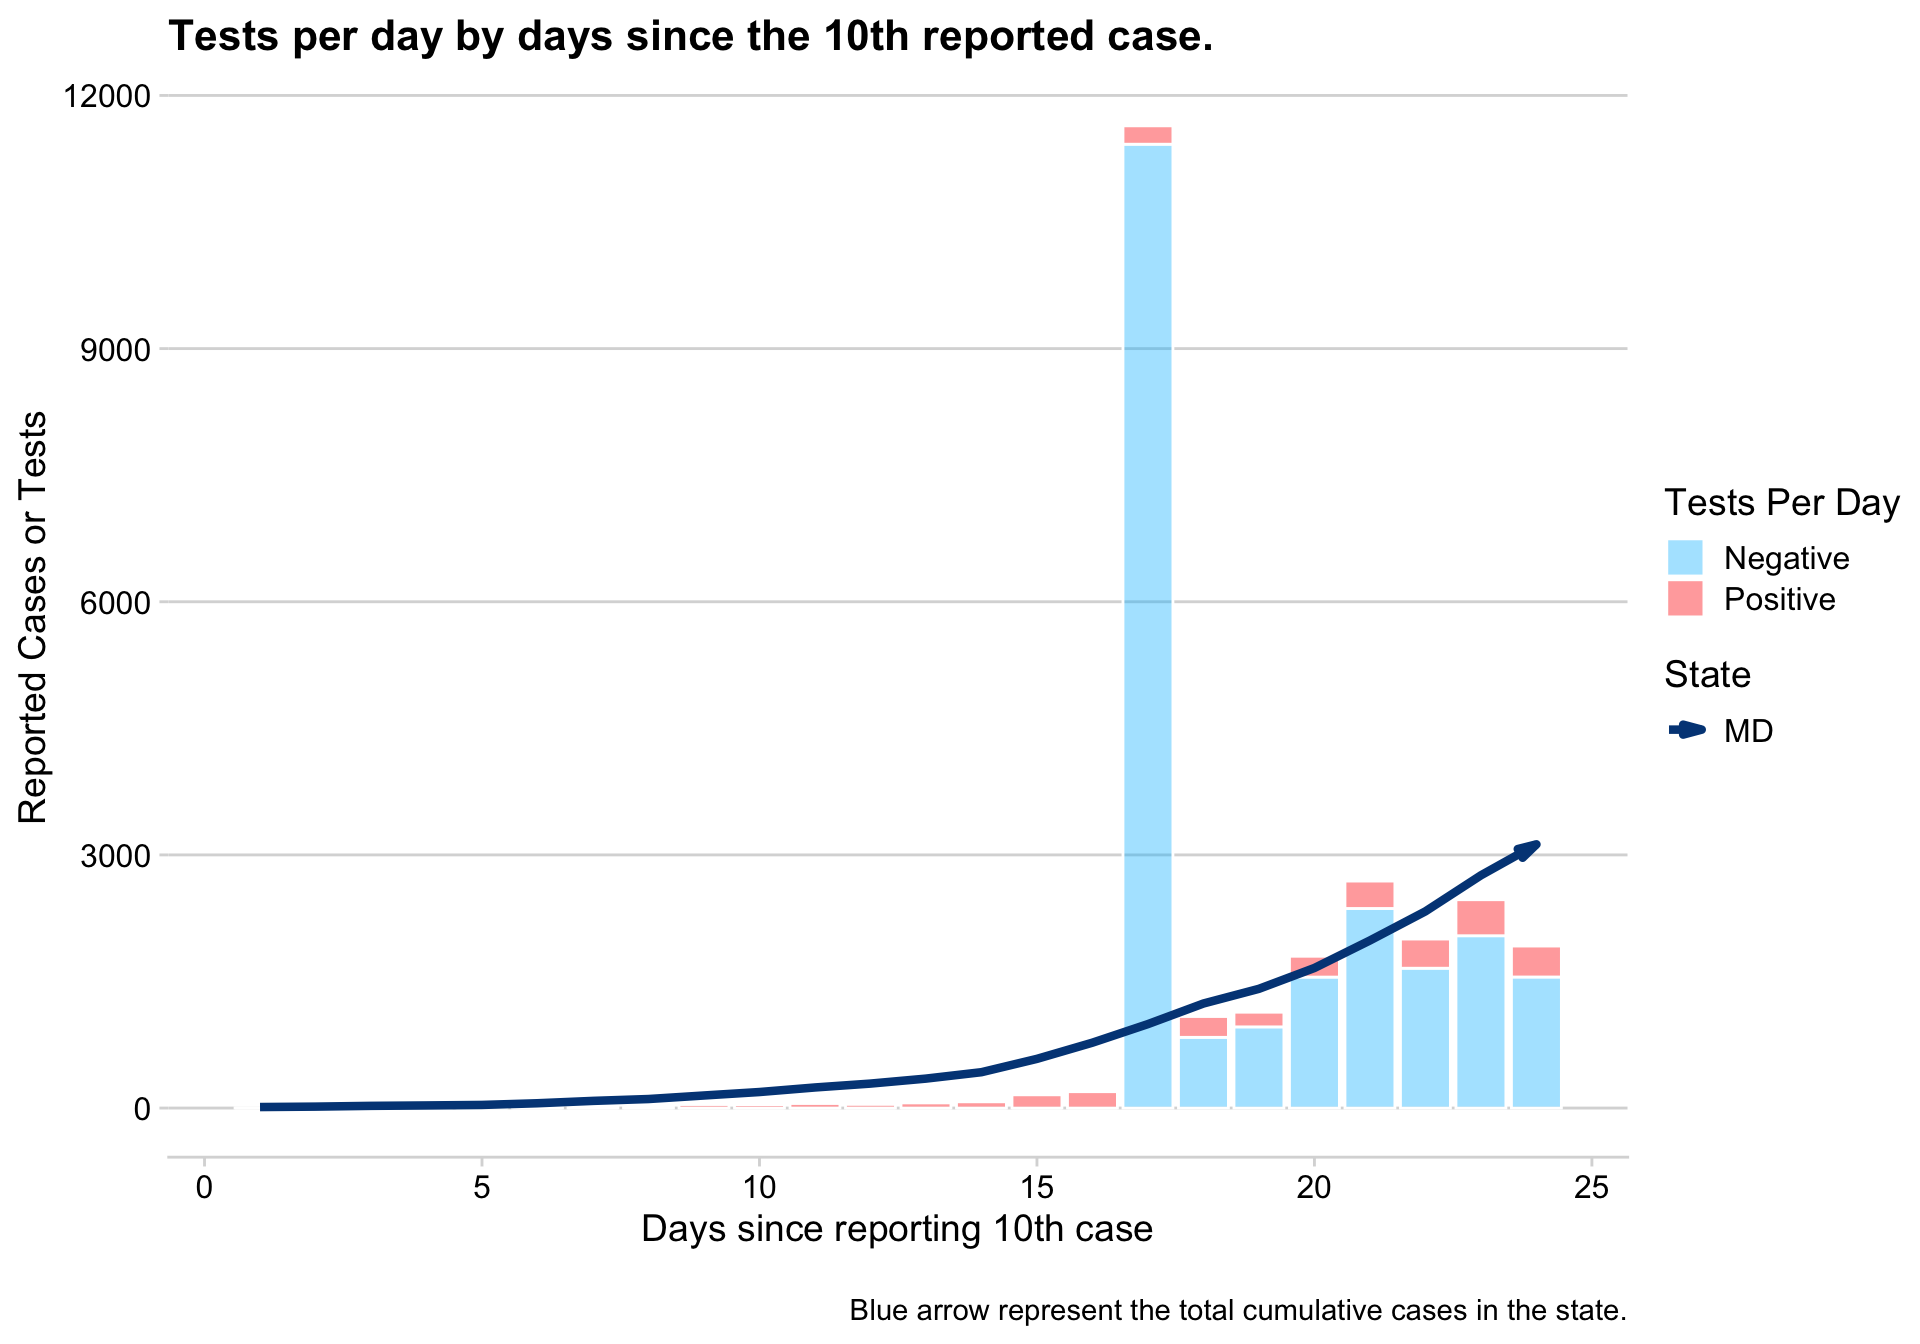 Tests per day by days since the 10th reported case.
12000
9000
6000
3000
0
Reported Cases or Tests
0 5 10 15 20 25
Days since reporting 10th case
Tests Per Day
Negative
Positive
State
MD
Blue arrow represent the total cumulative cases in the state.